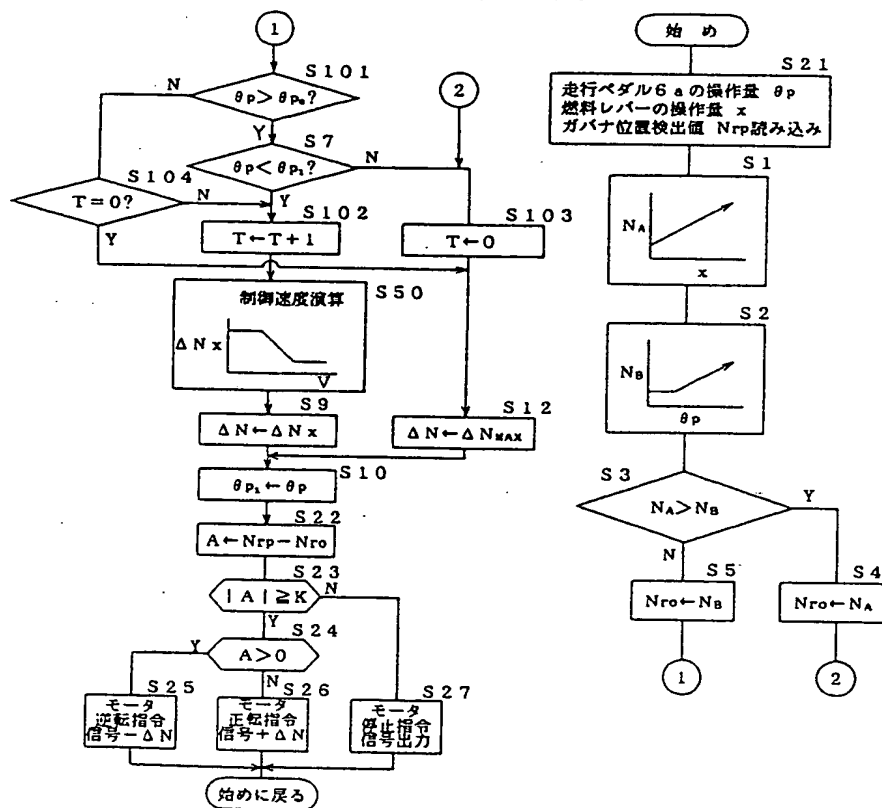 始め
S21
走行ペダル6aの操作量 θp
燃料レバーの操作量 x
ガバナ位置検出値 Nrp読み込み
S1
NA
x
S2
NB
θp
S3
NA>NB
Y
N
S5
Nro←NB
S4
Nro←NA
1
2
1
S101
N
θp>θp₀?
Y
2
S7
θp<θp₁?
N
Y
S104
T=0?
N
Y
S102
T←T+1
S103
T←0
S50
制御速度演算
ΔNx
V
S9
ΔN←ΔNx
S12
ΔN←ΔNMAX
S10
θp₁←θp
S22
A←Nrp−Nro
S23
|A|≧K
N
Y
S24
Y
A>0
N
S25
モータ
逆転指令
信号−ΔN
S26
モータ
正転指令
信号+ΔN
S27
モータ
停止指令
信号出力
始めに戻る